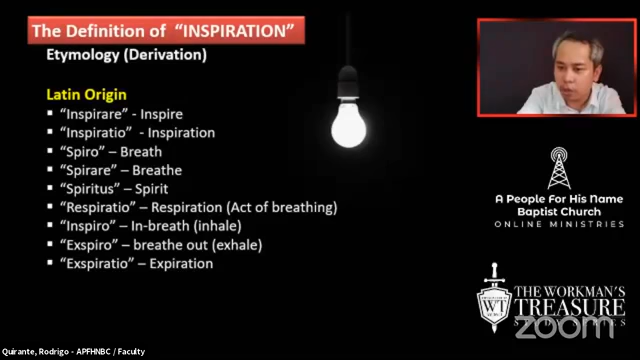 The Definition of "INSPIRATION"
Etymology (Derivation)
Latin Origin
▪ "Inspirare" - Inspire
▪ "Inspiratio" - Inspiration
▪ "Spiro" – Breath
▪ "Spirare" – Breathe
▪ "Spiritus" – Spirit
▪ "Respiratio" – Respiration (Act of breathing)
▪ "Inspiro" – In-breath (inhale)
▪ "Exspiro" – breathe out (exhale)
▪ "Exspiratio" – Expiration
A People For His Name
Baptist Church
ONLINE MINISTRIES
WT
THE WORKMAN'S
TREASURE
zoom
Quirante, Rodrigo - APFHNBC / Faculty